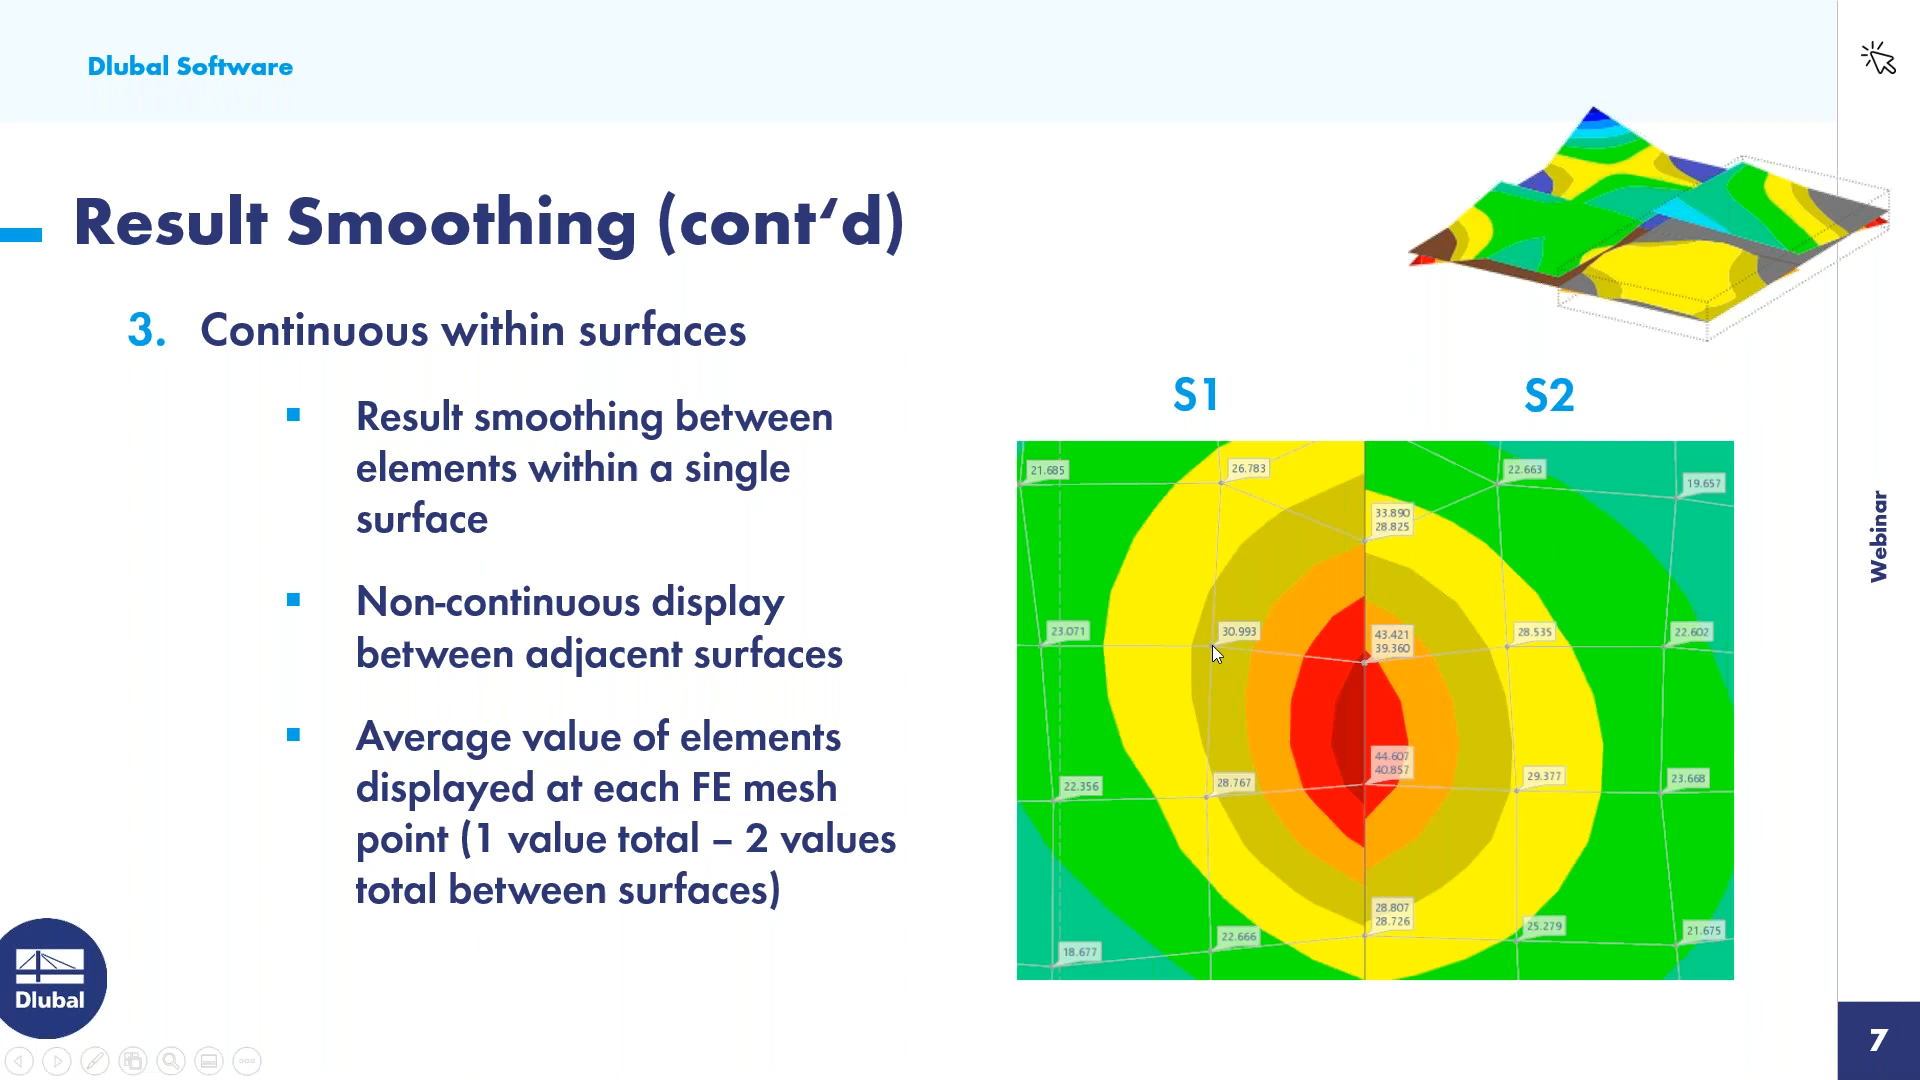 Dlubal Software
Result Smoothing (cont‘d)
3. Continuous within surfaces
▪ Result smoothing between
elements within a single
surface
▪ Non-continuous display
between adjacent surfaces
▪ Average value of elements
displayed at each FE mesh
point (1 value total – 2 values
total between surfaces)
S1 S2
21.685 26.783 22.663 19.657
33.890
28.825
23.071 30.993 43.421 28.535 22.602
39.360
44.607
40.857
22.356 28.767 29.377 23.668
28.807
28.726
18.677 22.666 25.279 21.675
Webinar
Dlubal
7